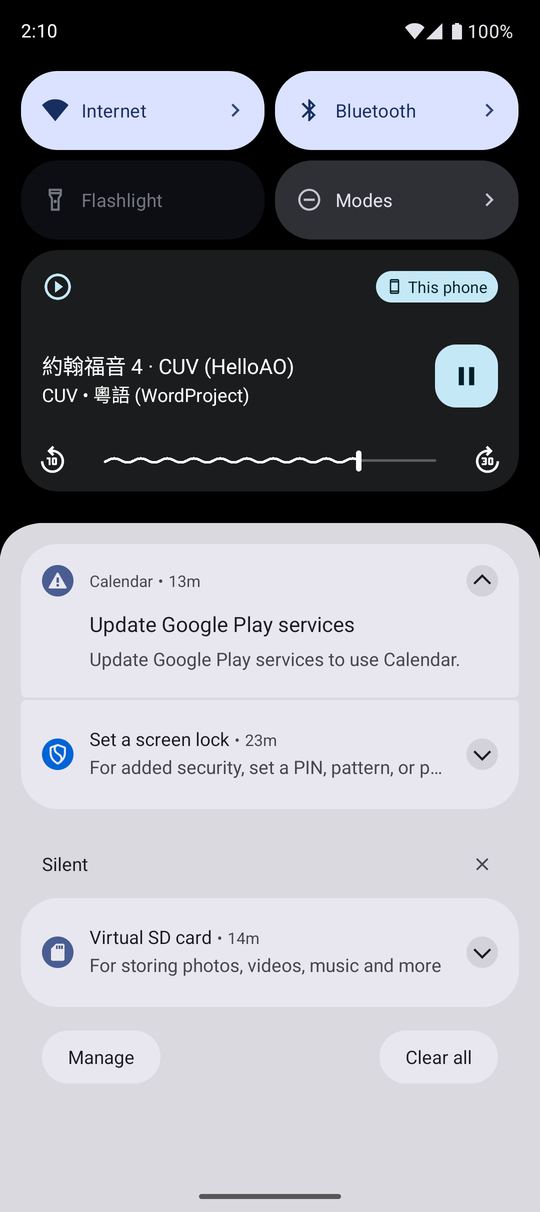 2:10
100%
Internet
Bluetooth
Flashlight
Modes
This phone
約翰福音 4 · CUV (HelloAO)
CUV • 粵語 (WordProject)
10
30
Calendar • 13m
Update Google Play services
Update Google Play services to use Calendar.
Set a screen lock • 23m
For added security, set a PIN, pattern, or p…
Silent
Virtual SD card • 14m
For storing photos, videos, music and more
Manage
Clear all